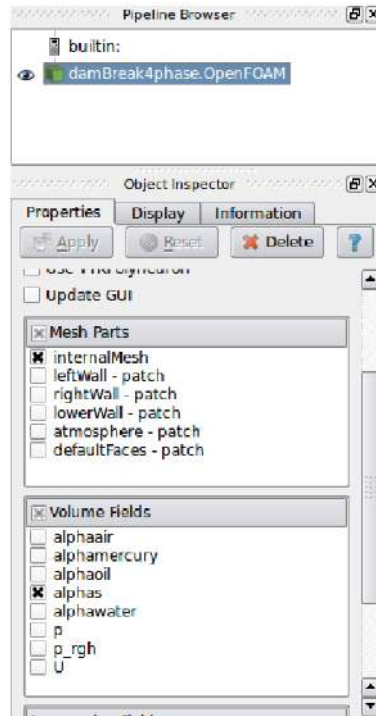 Pipeline Browser
builtin:
damBreak4phase.OpenFOAM
Object Inspector
Properties Display Information
Apply Reset Delete ?
Update GUI
Mesh Parts
internalMesh
leftWall - patch
rightWall - patch
lowerWall - patch
atmosphere - patch
defaultFaces - patch
Volume Fields
alphaair
alphamercury
alphaoil
alphas
alphawater
p
p_rgh
U